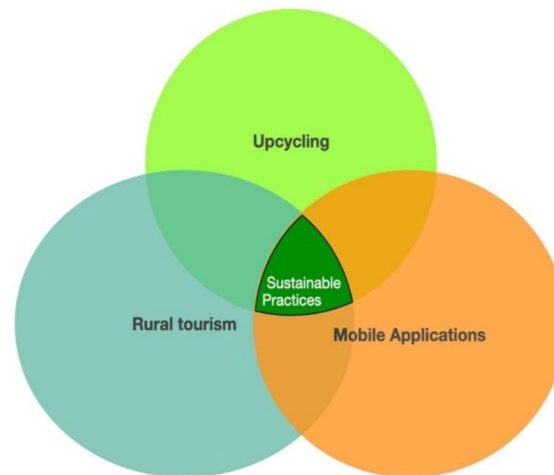 Upcycling
Sustainable
Practices
Rural tourism
Mobile Applications